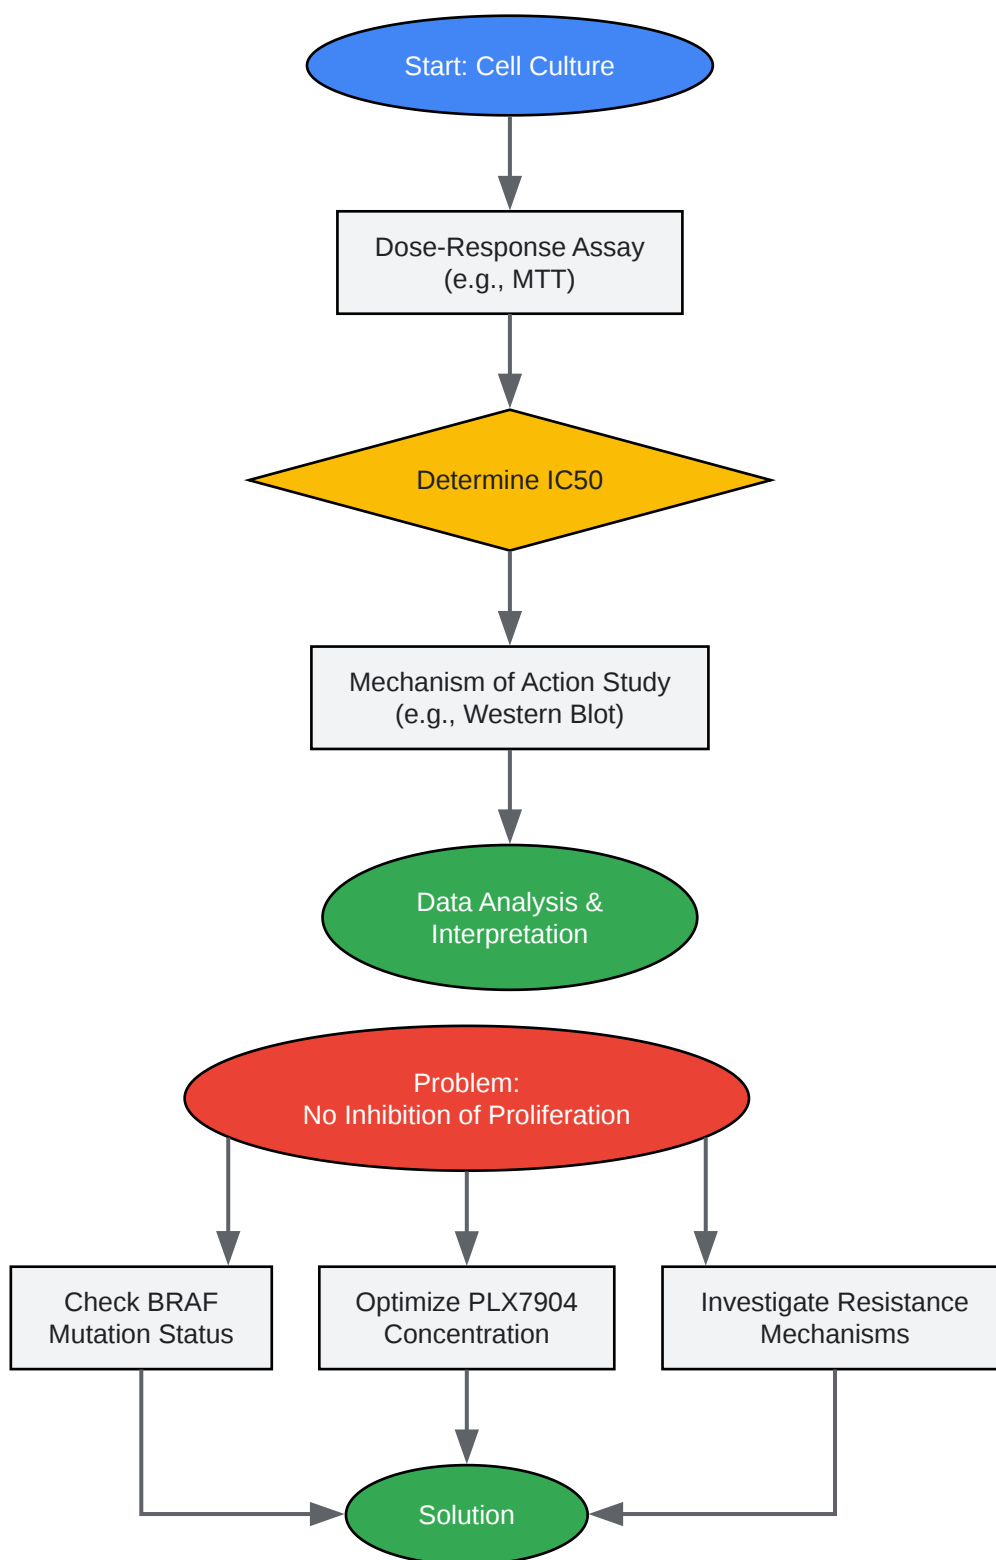 Start: Cell Culture
Dose-Response Assay
(e.g., MTT)
Determine IC50
Mechanism of Action Study
(e.g., Western Blot)
Data Analysis &
Interpretation
Problem:
No Inhibition of Proliferation
Check BRAF
Mutation Status
Optimize PLX7904
Concentration
Investigate Resistance
Mechanisms
Solution